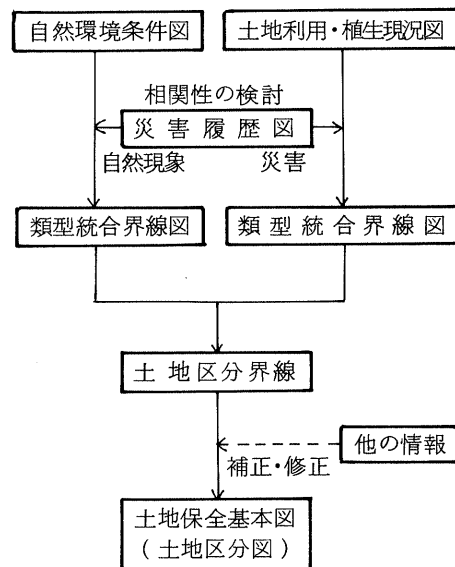 自然環境条件図
土地利用・植生現況図
相関性の検討
災害履歴図
自然現象
災害
類型統合界線図
類型統合界線図
土地区分界線
他の情報
補正・修正
土地保全基本図
(土地区分図)